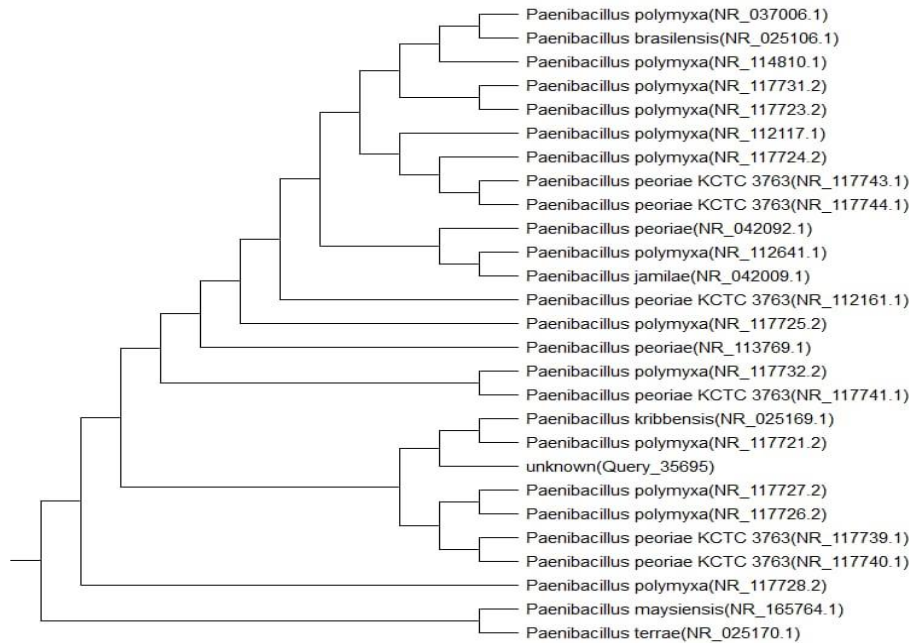 Paenibacillus polymyxa(NR_037006.1)
Paenibacillus brasilensis(NR_025106.1)
Paenibacillus polymyxa(NR_114810.1)
Paenibacillus polymyxa(NR_117731.2)
Paenibacillus polymyxa(NR_117723.2)
Paenibacillus polymyxa(NR_112117.1)
Paenibacillus polymyxa(NR_117724.2)
Paenibacillus peoriae KCTC 3763(NR_117743.1)
Paenibacillus peoriae KCTC 3763(NR_117744.1)
Paenibacillus peoriae(NR_042092.1)
Paenibacillus polymyxa(NR_112641.1)
Paenibacillus jamilae(NR_042009.1)
Paenibacillus peoriae KCTC 3763(NR_112161.1)
Paenibacillus polymyxa(NR_117725.2)
Paenibacillus peoriae(NR_113769.1)
Paenibacillus polymyxa(NR_117732.2)
Paenibacillus peoriae KCTC 3763(NR_117741.1)
Paenibacillus kribbensis(NR_025169.1)
Paenibacillus polymyxa(NR_117721.2)
unknown(Query_35695)
Paenibacillus polymyxa(NR_117727.2)
Paenibacillus polymyxa(NR_117726.2)
Paenibacillus peoriae KCTC 3763(NR_117739.1)
Paenibacillus peoriae KCTC 3763(NR_117740.1)
Paenibacillus polymyxa(NR_117728.2)
Paenibacillus maysiensis(NR_165764.1)
Paenibacillus terrae(NR_025170.1)